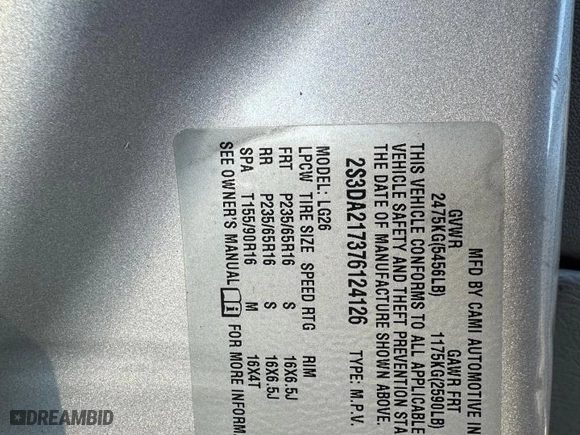 MFD BY CAMI AUTOMOTIVE IN
GVWR GAWR FRT
2475KG(5456LB) 1175KG(2590LB)
THIS VEHICLE CONFORMS TO ALL APPLICABLE
VEHICLE SAFETY AND THEFT PREVENTION STA
THE DATE OF MANUFACTURE SHOWN ABOVE.
2S3DA217376124126 TYPE: M.P.V.
MODEL: LG26
LPCW TIRE SIZE SPEED RTG RIM
FRT P235/65R16 S 16X6.5J
RR P235/65R16 S 16X6.5J
SPA T155/90R16 M 16X4T
SEE OWNER'S MANUAL i FOR MORE INFORM
DREAMBID